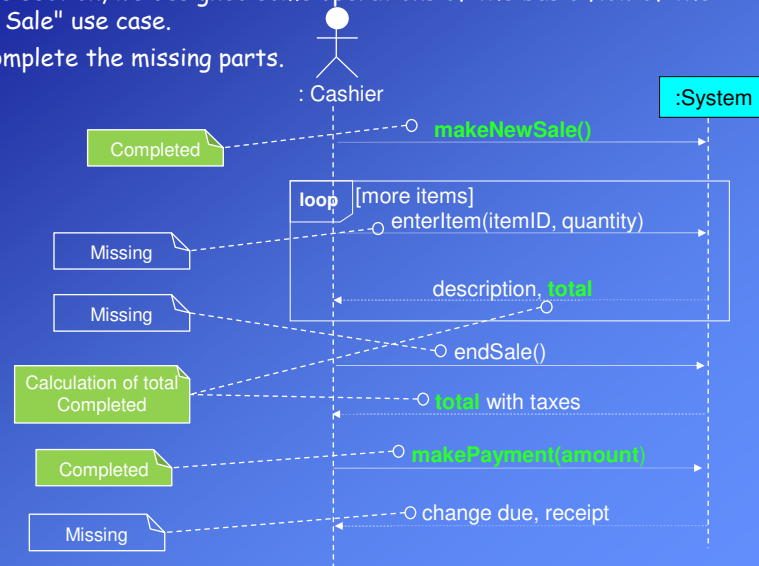 Sale" use case.
omplete the missing parts.
: Cashier
:System
makeNewSale()
Completed
loop [more items]
enterItem(itemID, quantity)
Missing
description, total
Missing
endSale()
Calculation of total
Completed
total with taxes
makePayment(amount)
Completed
change due, receipt
Missing